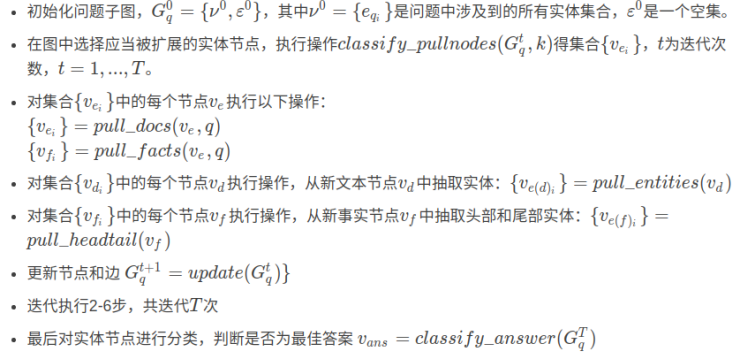 • 初始化问题子图，$G_q^0 = \{\nu^0, \varepsilon^0\}$，其中$\nu^0 = \{e_{q_i}\}$是问题中涉及到的所有实体集合，$\varepsilon^0$是一个空集。
• 在图中选择应当被扩展的实体节点，执行操作$classify\_pullnodes(G_q^t, k)$得集合$\{v_{e_i}\}$，$t$为迭代次
数，$t = 1, ..., T$。
• 对集合$\{v_{e_i}\}$中的每个节点$v_e$执行以下操作：
$\{v_{e_i}\} = pull\_docs(v_e, q)$
$\{v_{f_i}\} = pull\_facts(v_e, q)$
• 对集合$\{v_{d_i}\}$中的每个节点$v_d$执行操作，从新文本节点$v_d$中抽取实体：$\{v_{e(d)_i}\} = pull\_entities(v_d)$
• 对集合$\{v_{f_i}\}$中的每个节点$v_f$执行操作，从新事实节点$v_f$中抽取头部和尾部实体：$\{v_{e(f)_i}\} =$
$pull\_headtail(v_f)$
• 更新节点和边 $G_q^{t+1} = update(G_q^t)\}$
• 迭代执行2-6步，共迭代$T$次
• 最后对实体节点进行分类，判断是否为最佳答案 $v_{ans} = classify\_answer(G_q^T)$